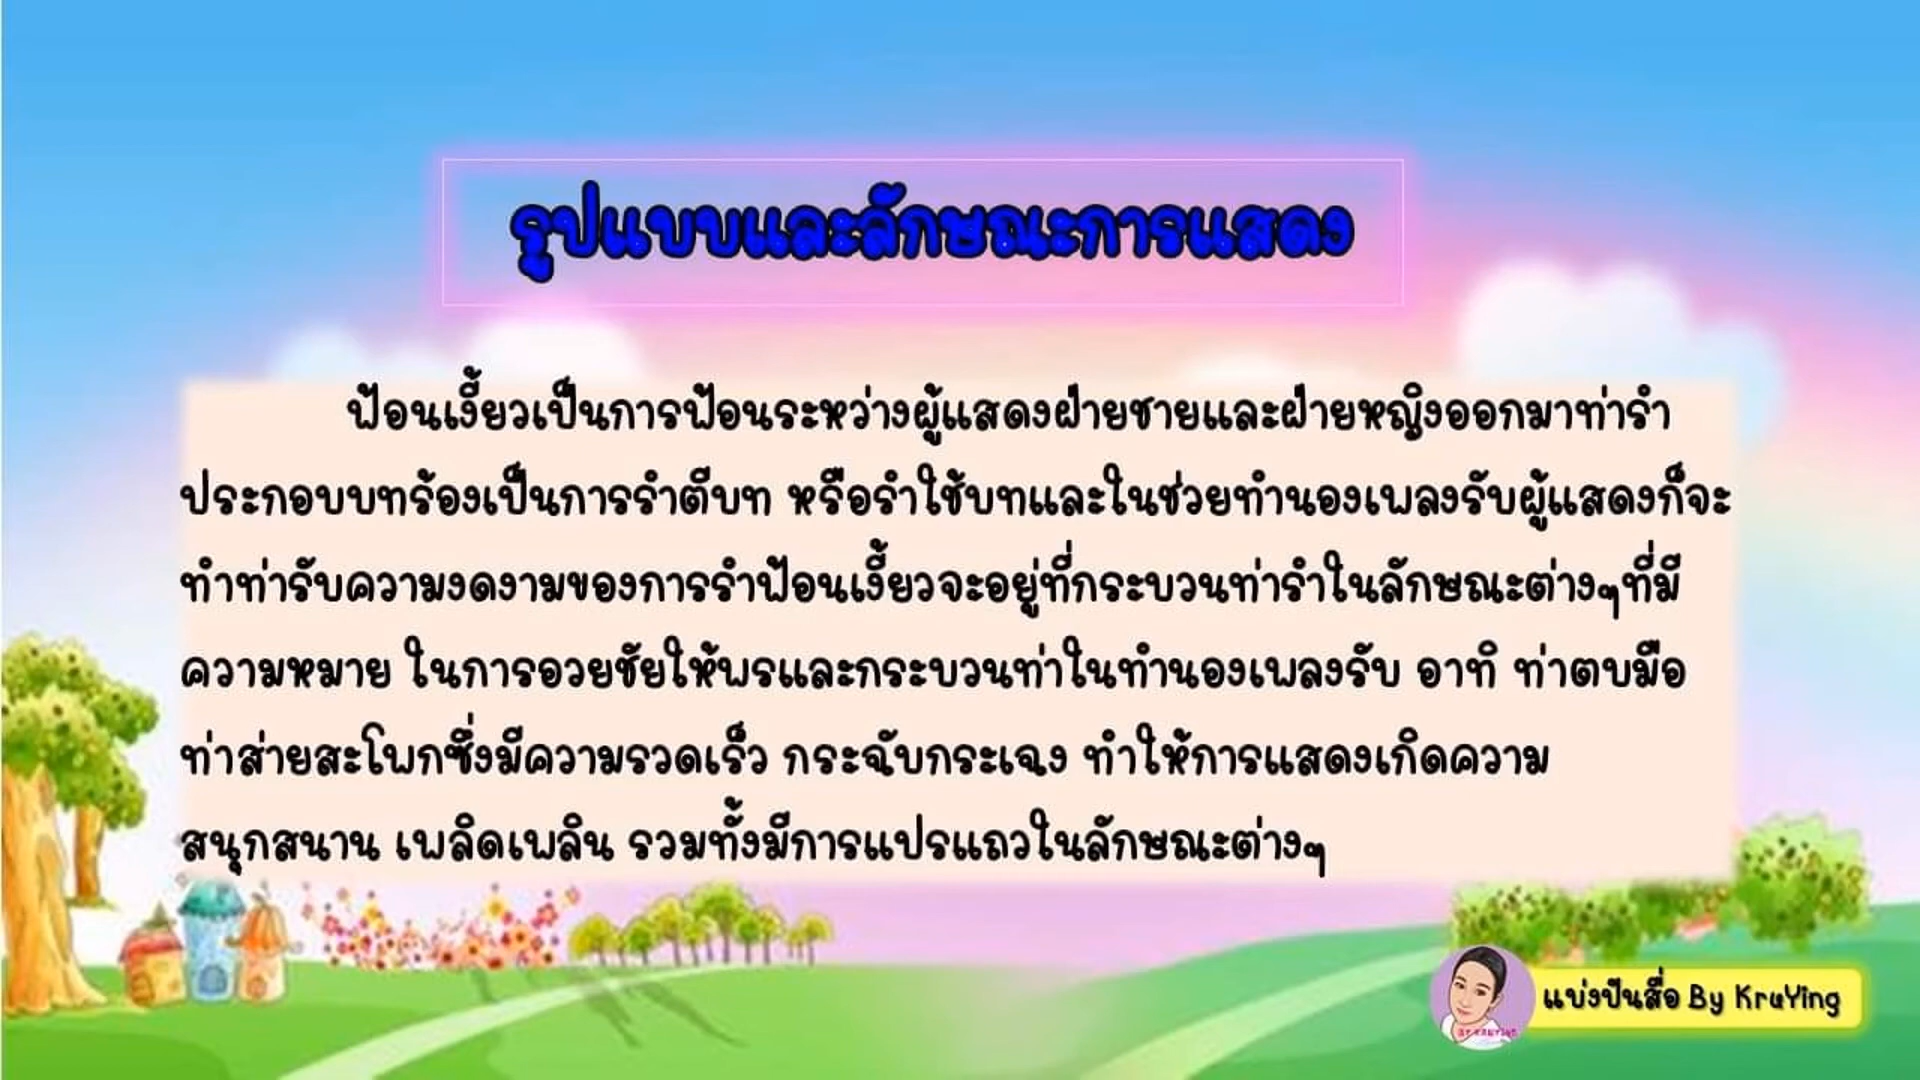 รูปแบบและลักษณะการแสดง
ฟ้อนเงี้ยวเป็นการฟ้อนระหว่างผู้แสดงฝ่ายชายและฝ่ายหญิงออกมาท่ารำ
ประกอบบทร้องเป็นการรำตีบท หรือรำใช้บทและในช่วยทำนองเพลงรับผู้แสดงก็จะ
ทำท่ารับความงดงามของการรำฟ้อนเงี้ยวจะอยู่ที่กระบวนท่ารำในลักษณะต่างๆที่มี
ความหมาย ในการอวยชัยให้พรและกระบวนท่าในทำนองเพลงรับ อาทิ ท่าตบมือ
ท่าส่ายสะโพกซึ่งมีความรวดเร็ว กระฉับกระเฉง ทำให้การแสดงเกิดความ
สนุกสนาน เพลิดเพลิน รวมทั้งมีการแปรแถวในลักษณะต่างๆ
แบ่งปันสื่อ By KruYing